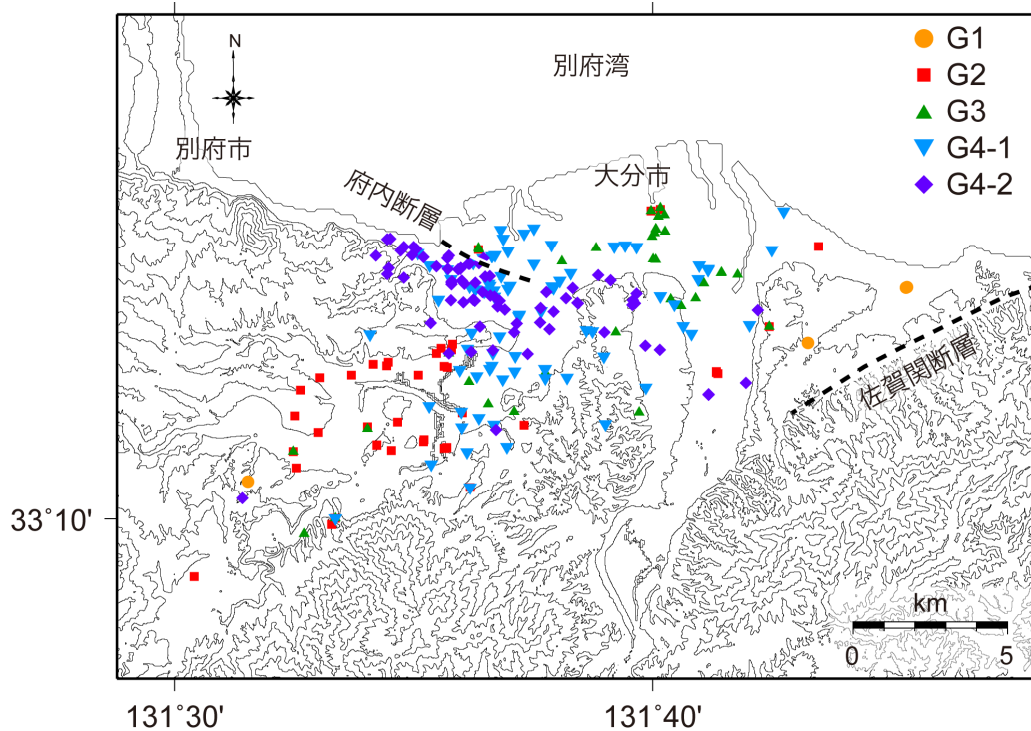 N
別府湾
別府市
府内断層
大分市
G1
G2
G3
G4-1
G4-2
佐賀関断層
33°10'
km
0
5
131°30'
131°40'